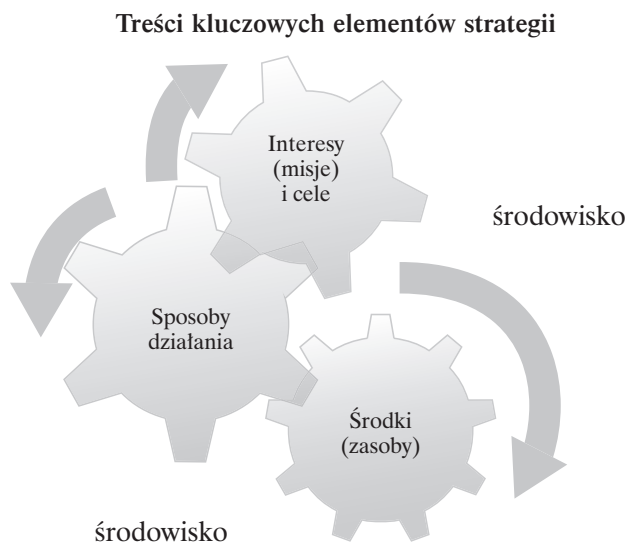 Treści kluczowych elementów strategii
Interesy
(misje)
i cele
środowisko
Sposoby
działania
Środki
(zasoby)
środowisko